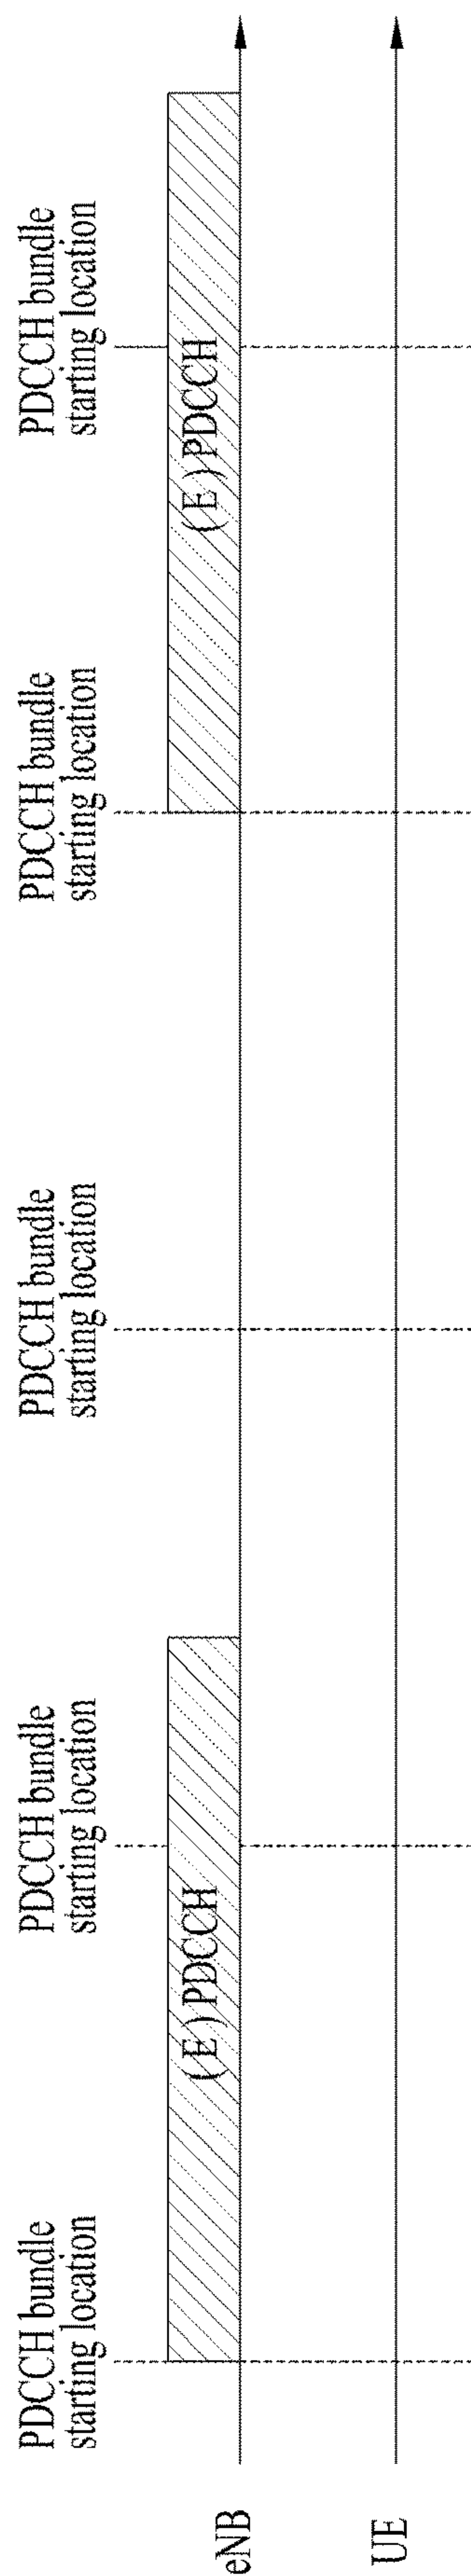 PDCCH bundle
starting location
PDCCH bundle
starting location
PDCCH bundle
starting location
PDCCH bundle
starting location
PDCCH bundle
starting location
(E)PDCCH
(E)PDCCH
eNB
UE